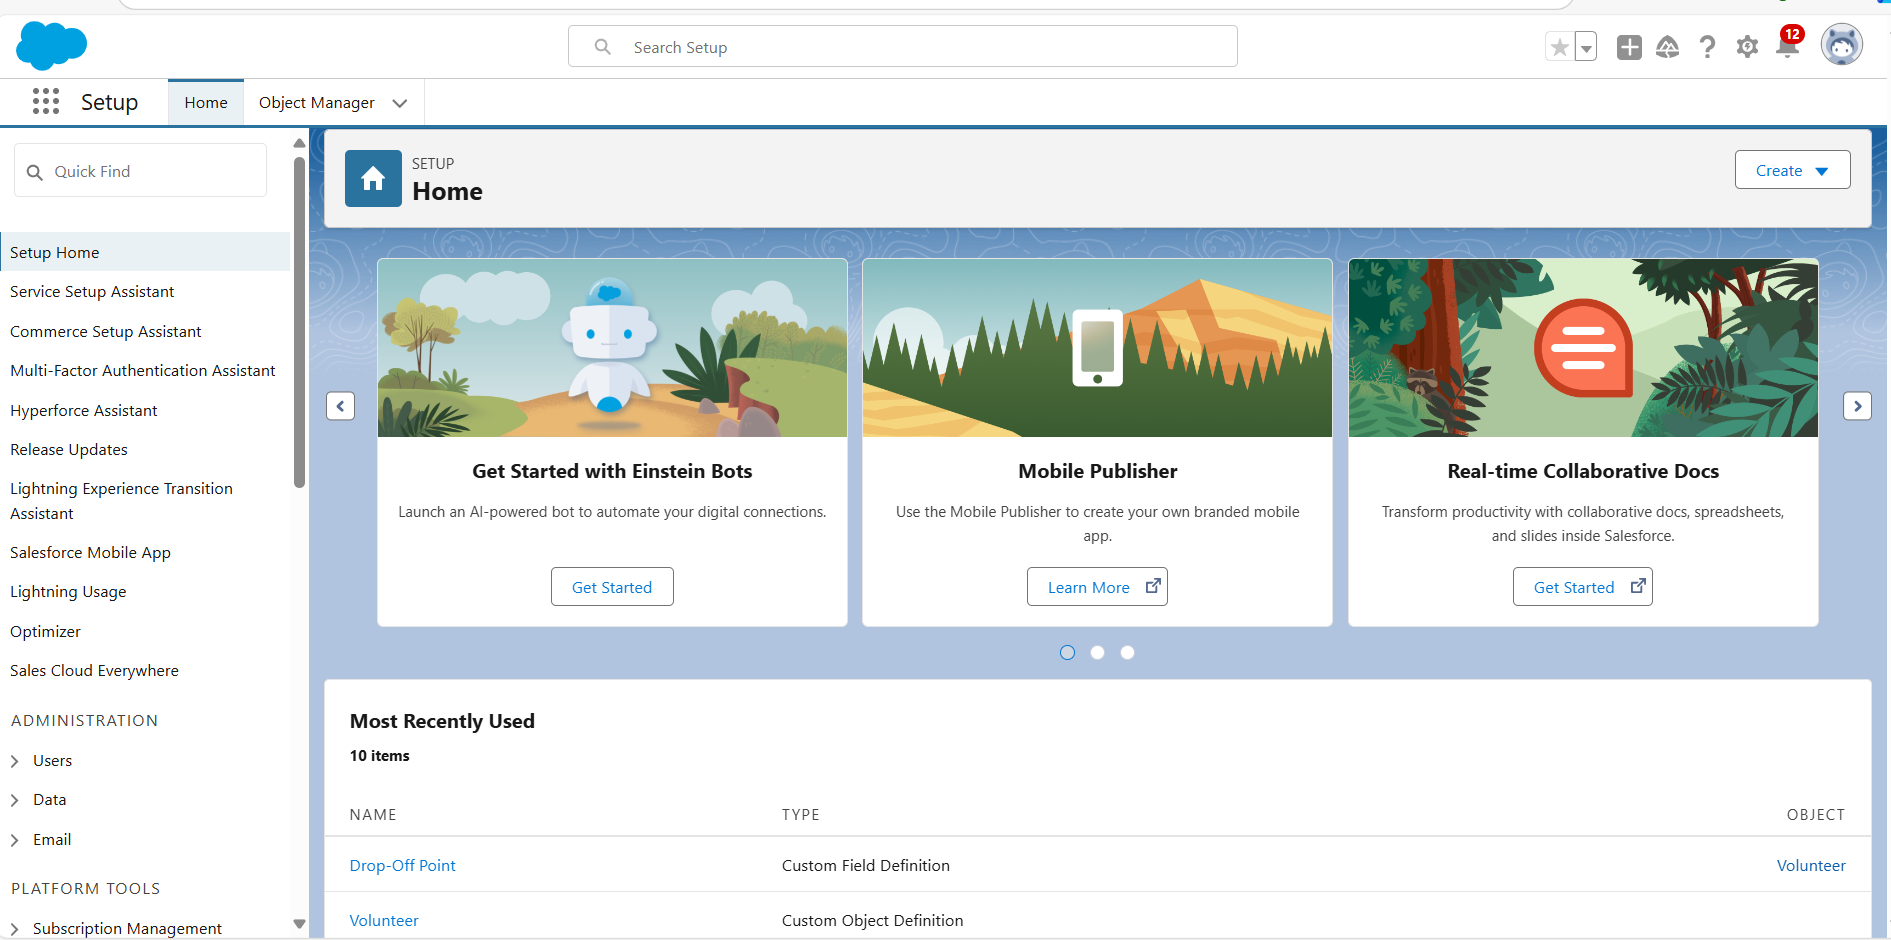 Search Setup
12
Setup
Home
Object Manager
Quick Find
Setup Home
Service Setup Assistant
Commerce Setup Assistant
Multi-Factor Authentication Assistant
Hyperforce Assistant
Release Updates
Lightning Experience Transition
Assistant
Salesforce Mobile App
Lightning Usage
Optimizer
Sales Cloud Everywhere
ADMINISTRATION
Users
Data
Email
PLATFORM TOOLS
Subscription Management
SETUP
Home
Create
Get Started with Einstein Bots
Launch an AI-powered bot to automate your digital connections.
Get Started
Mobile Publisher
Use the Mobile Publisher to create your own branded mobile
app.
Learn More
Real-time Collaborative Docs
Transform productivity with collaborative docs, spreadsheets,
and slides inside Salesforce.
Get Started
Most Recently Used
10 items
NAME TYPE OBJECT
Drop-Off Point Custom Field Definition Volunteer
Volunteer Custom Object Definition